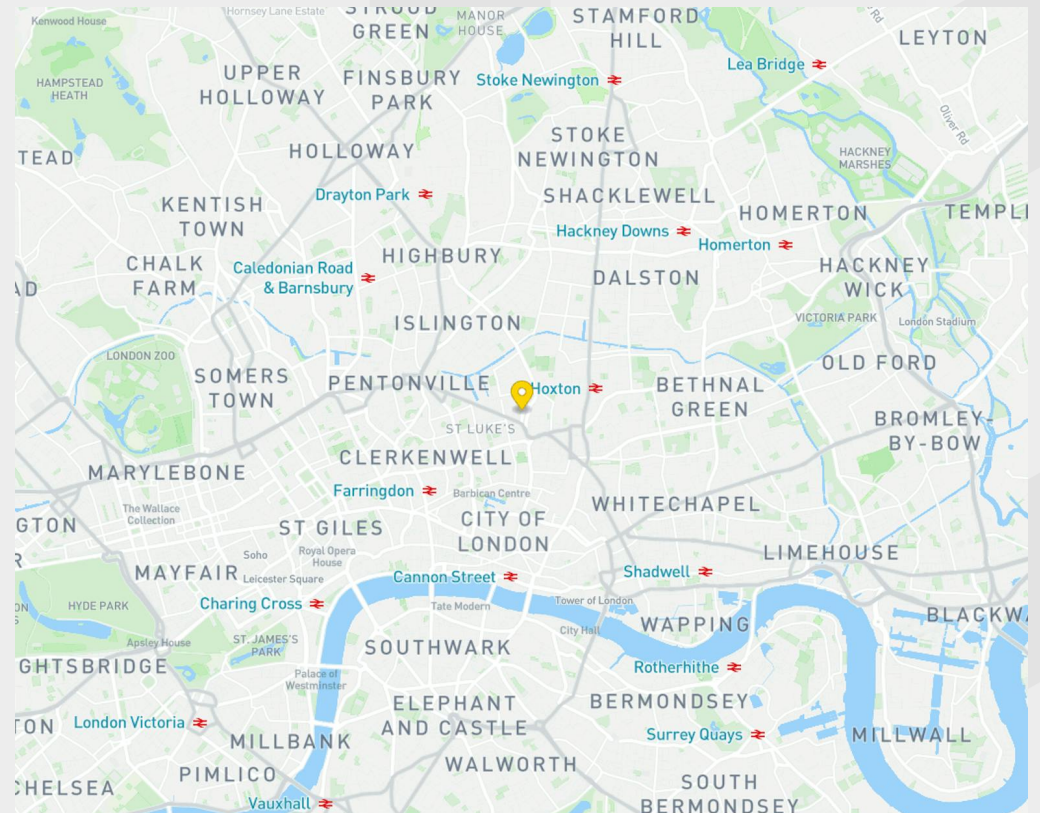 Kenwood House
Hornsey Lane Estate
STROUD
GREEN
MANOR
HOUSE
STAMFORD
HILL
Rd
LEYTON
HAMPSTEAD
HEATH
UPPER
HOLLOWAY
FINSBURY
PARK
Stoke Newington
Lea Bridge
Oliver Rd
TEAD
HOLLOWAY
STOKE
NEWINGTON
HACKNEY
MARSHES
Drayton Park
SHACKLEWELL
KENTISH
TOWN
HOMERTON
TEMPL
Hackney Downs
Homerton
CHALK
FARM
Caledonian Road
& Barnsbury
HIGHBURY
DALSTON
HACKNEY
WICK
AD
ISLINGTON
VICTORIA PARK
London Stadium
LONDON ZOO
SOMERS
TOWN
PENTONVILLE
Hoxton
BETHNAL
GREEN
OLD FORD
ST LUKE'S
BROMLEY-
BY-BOW
MARYLEBONE
CLERKENWELL
Farringdon
Barbican Centre
WHITECHAPEL
The Wallace
Collection
GTON
ST GILES
CITY OF
LONDON
R
Soho
Royal Opera
House
LIMEHOUSE
MAYFAIR
Leicester Square
Cannon Street
Shadwell
ON
S
HYDE PARK
Charing Cross
Tate Modern
Tower of London
BLACKWA
Apsley House
ST. JAMES'S
PARK
City Hall
WAPPING
GHTSBRIDGE
SOUTHWARK
Rotherhithe
Palace of
Westminster
ELEPHANT
AND CASTLE
BERMONDSEY
TON
London Victoria
MILLBANK
Surrey Quays
MILLWALL
CHELSEA
PIMLICO
WALWORTH
SOUTH
BERMONDSEY
Vauxhall